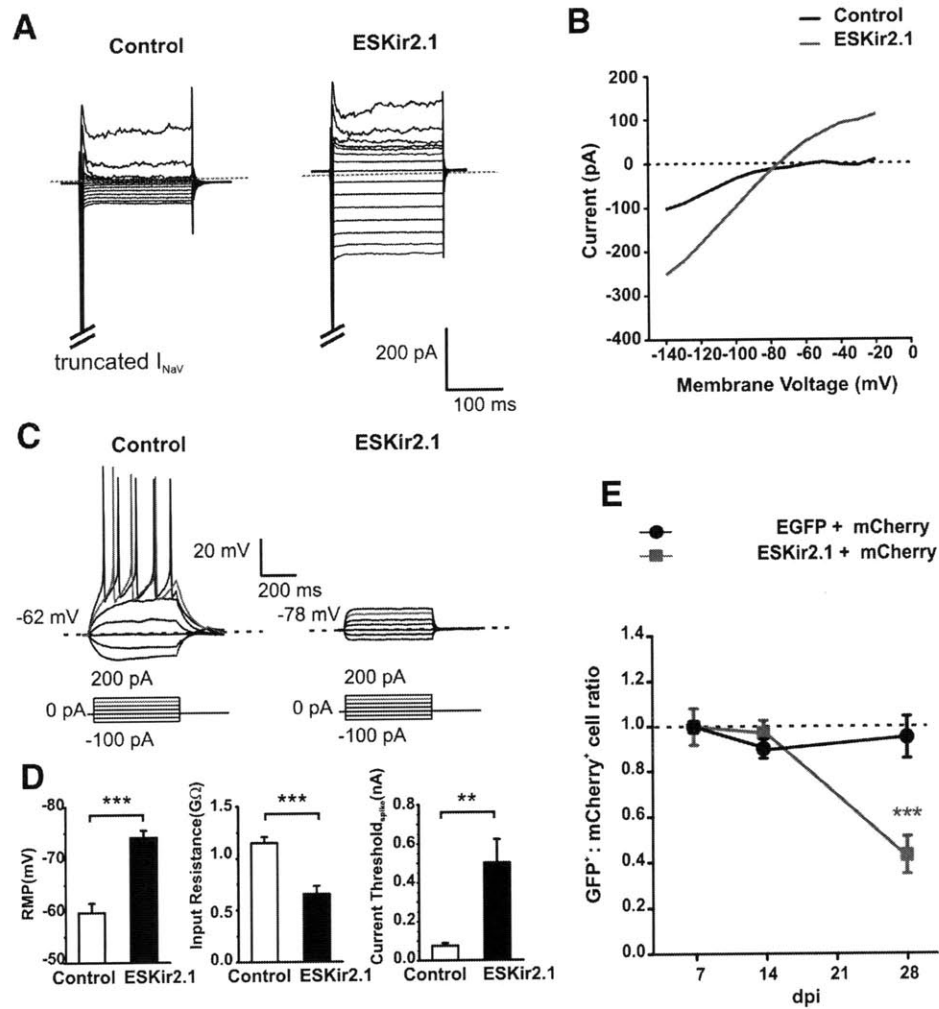 A
Control
ESKir2.1
truncated I NaV
200 pA
100 ms
B
Control
ESKir2.1
Current (pA)
200
100
0
-100
-200
-300
-400
-140-120-100 -80 -60 -40 -20 0
Membrane Voltage (mV)
C
Control
ESKir2.1
20 mV
200 ms
-62 mV
-78 mV
200 pA
0 pA
-100 pA
200 pA
0 pA
-100 pA
D
RMP(mV)
-80
-70
-60
-50
***
Control ESKir2.1
Input Resistance(GΩ)
1.5
1.0
0.5
0.0
***
Control ESKir2.1
Current Threshold spike (nA)
0.8
0.6
0.4
0.2
0.0
**
Control ESKir2.1
E
EGFP + mCherry
ESKir2.1 + mCherry
GFP+ : mCherry+ cell ratio
1.4
1.2
1.0
0.8
0.6
0.4
0.2
0.0
***
7 14 21 28
dpi